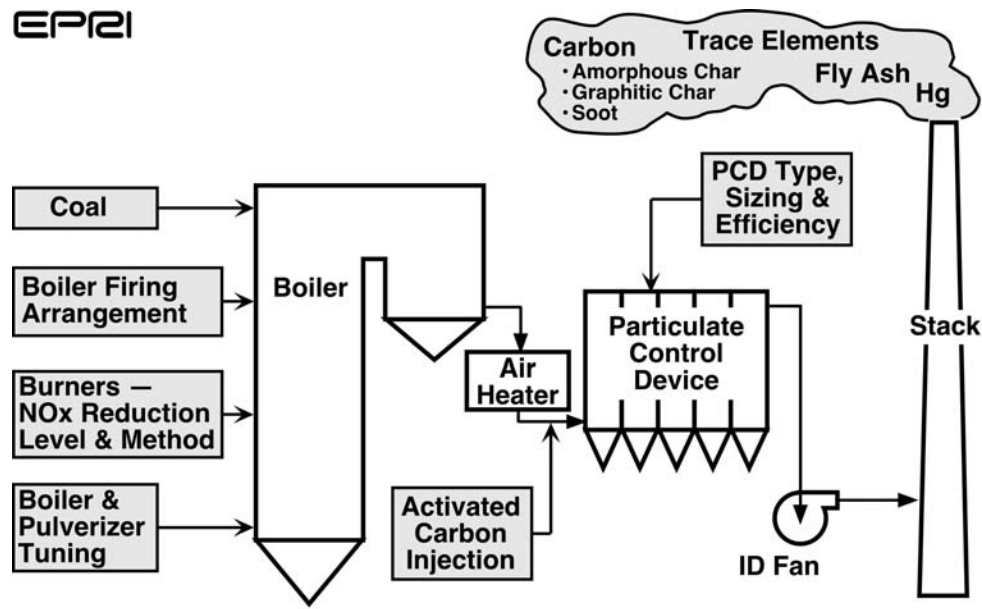 EPRI
Carbon
· Amorphous Char
· Graphitic Char
· Soot
Trace Elements
Fly Ash
Hg
Coal
Boiler Firing
Arrangement
Burners —
NOx Reduction
Level & Method
Boiler &
Pulverizer
Tuning
Boiler
Air
Heater
Activated
Carbon
Injection
PCD Type,
Sizing &
Efficiency
Particulate
Control
Device
ID Fan
Stack